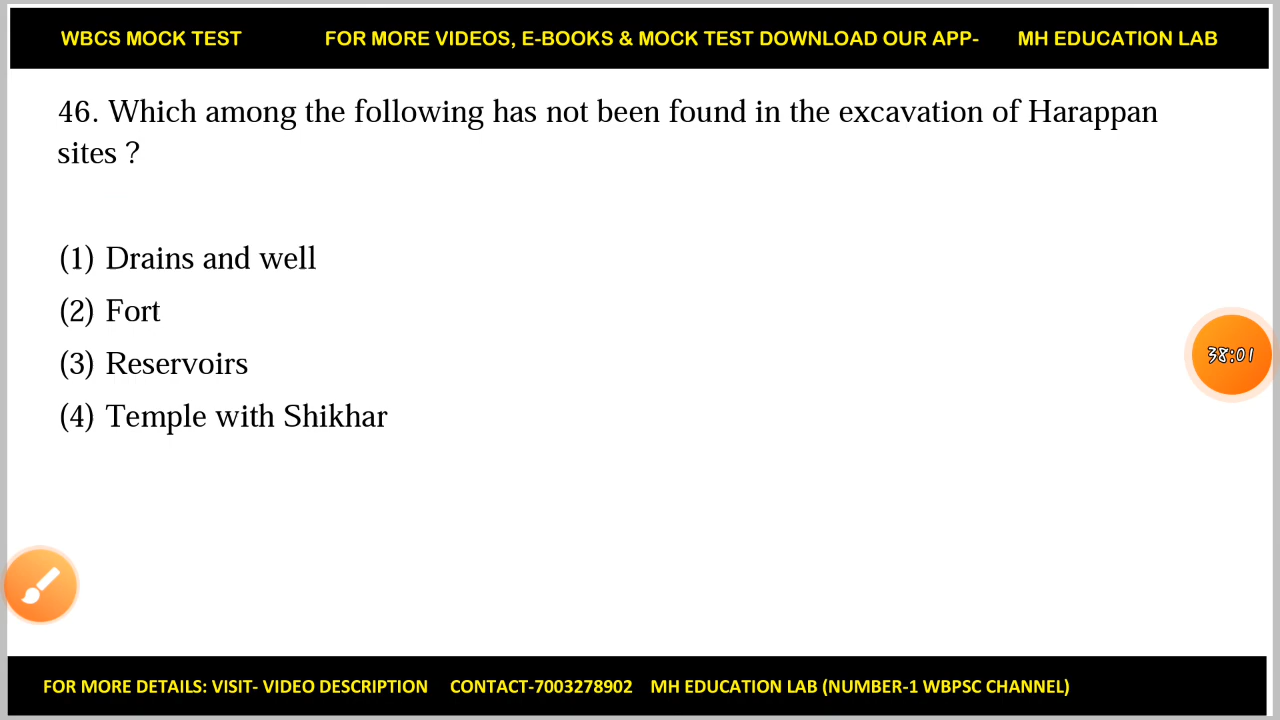 WBCS MOCK TEST FOR MORE VIDEOS, E-BOOKS & MOCK TEST DOWNLOAD OUR APP- MH EDUCATION LAB
46. Which among the following has not been found in the excavation of Harappan
sites ?
(1) Drains and well
(2) Fort
(3) Reservoirs
38:01
(4) Temple with Shikhar
FOR MORE DETAILS: VISIT- VIDEO DESCRIPTION CONTACT-7003278902 MH EDUCATION LAB (NUMBER-1 WBPSC CHANNEL)